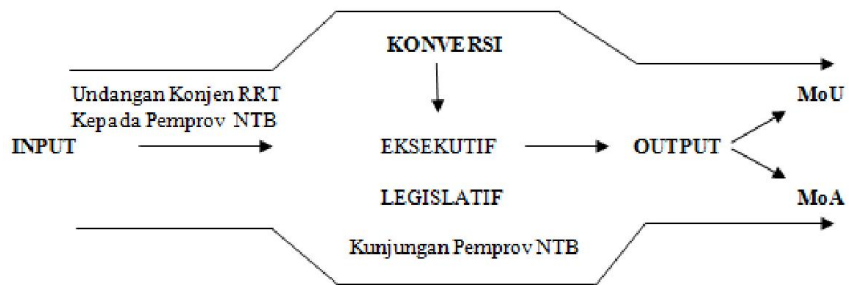 KONVERSI
Undangan Konjen RRT
Kepada Pemprov NTB
MoU
INPUT
EKSEKUTIF
OUTPUT
LEGISLATIF
MoA
Kunjungan Pemprov NTB